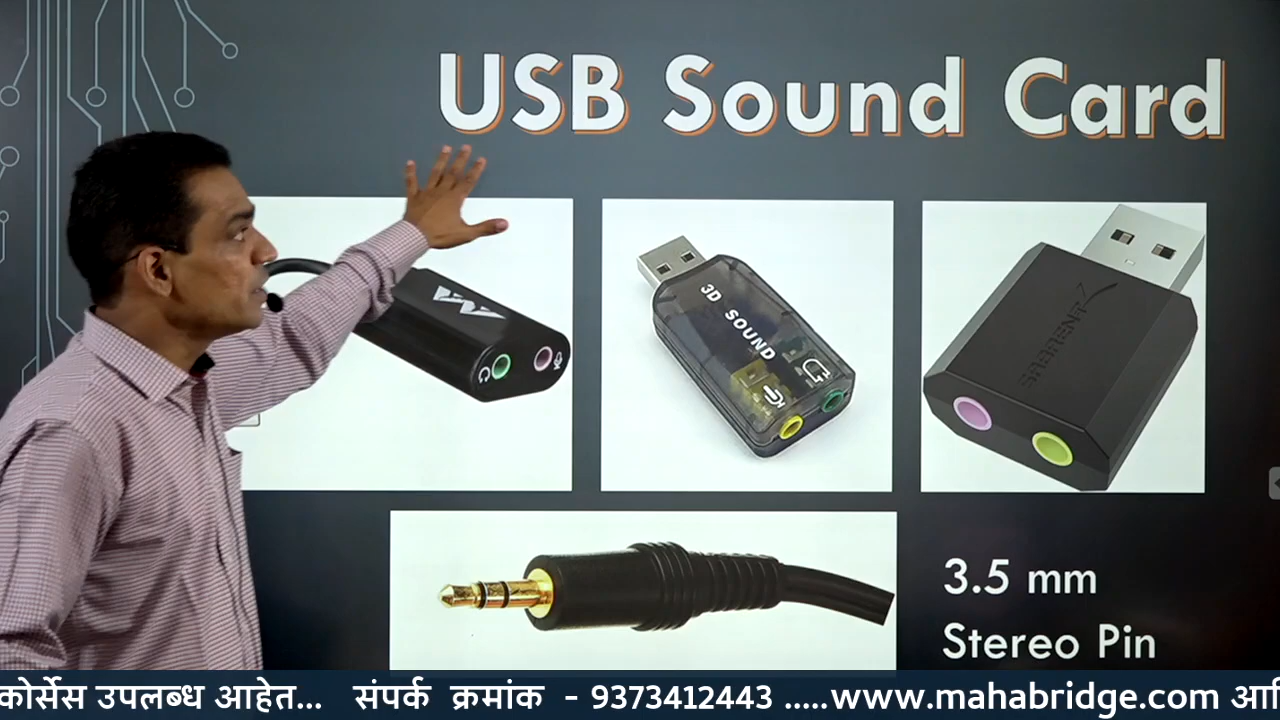 USB Sound Card
3D SOUND
SABRENT
3.5 mm
Stereo Pin
कोर्सेस उपलब्ध आहेत... संपर्क क्रमांक - 9373412443 .....www.mahabridge.com आणि